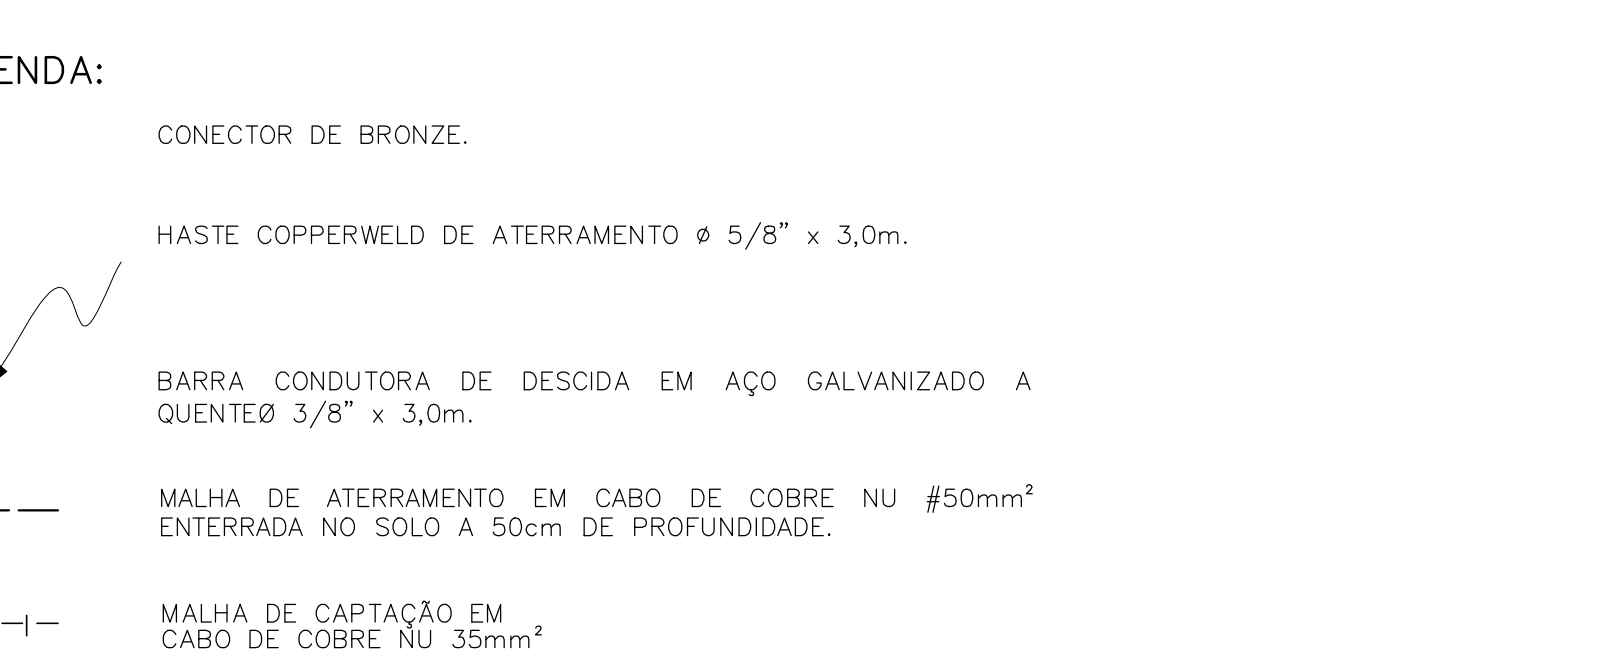 ENDA:
CONECTOR DE BRONZE.
HASTE COPPERWELD DE ATERRAMENTO ø 5/8” x 3,0m.
BARRA CONDUTORA DE DESCIDA EM AÇO GALVANIZADO A
QUENTEØ 3/8” x 3,0m.
MALHA DE ATERRAMENTO EM CABO DE COBRE NU #50mm²
ENTERRADA NO SOLO A 50cm DE PROFUNDIDADE.
MALHA DE CAPTAÇÃO EM
CABO DE COBRE NU 35mm²